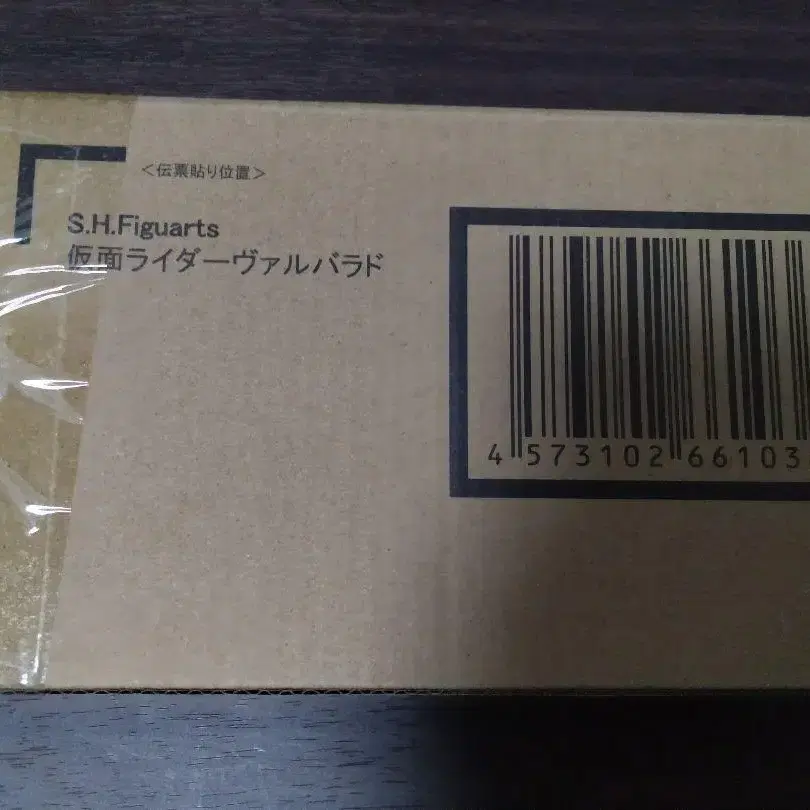 <伝票貼り位置>
S.H.Figuarts
仮面ライダーヴァルバラド
4 573102 66103